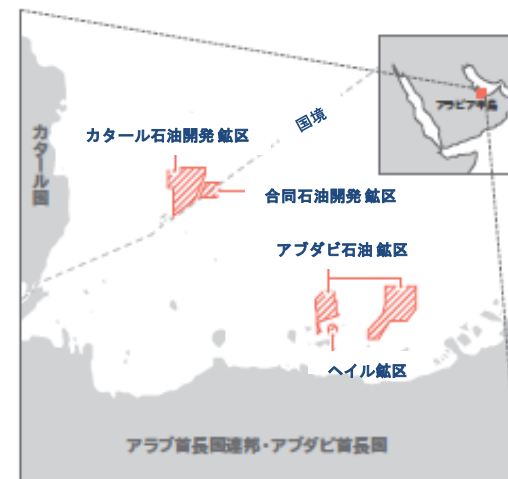 アラビア半島
国境
カタール石油開発 鉱区
カタール国
合同石油開発 鉱区
アブダビ石油 鉱区
ヘイル鉱区
アラブ首長国連邦・アブダビ首長国